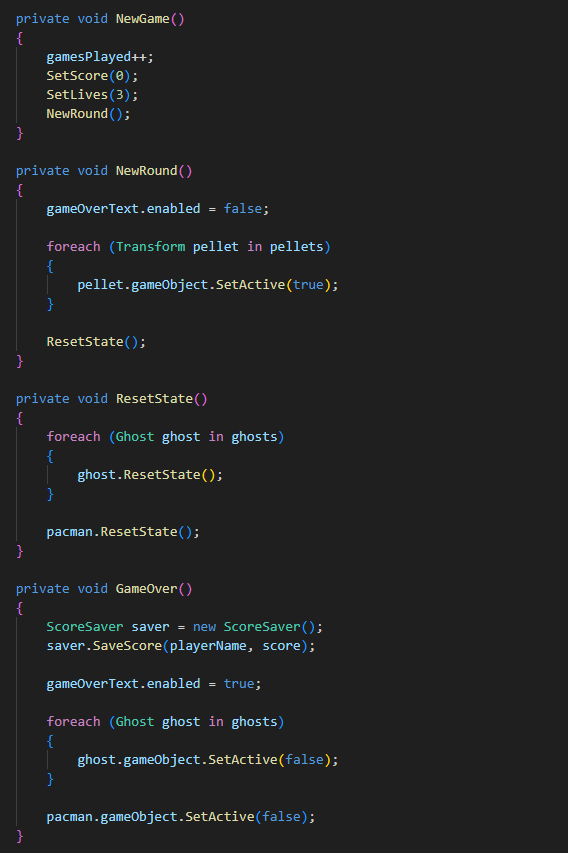 private void NewGame()
{
    gamesPlayed++;
    SetScore(0);
    SetLives(3);
    NewRound();
}

private void NewRound()
{
    gameOverText.enabled = false;

    foreach (Transform pellet in pellets)
    {
        pellet.gameObject.SetActive(true);
    }

    ResetState();
}

private void ResetState()
{
    foreach (Ghost ghost in ghosts)
    {
        ghost.ResetState();
    }

    pacman.ResetState();
}

private void GameOver()
{
    ScoreSaver saver = new ScoreSaver();
    saver.SaveScore(playerName, score);

    gameOverText.enabled = true;

    foreach (Ghost ghost in ghosts)
    {
        ghost.gameObject.SetActive(false);
    }

    pacman.gameObject.SetActive(false);
}